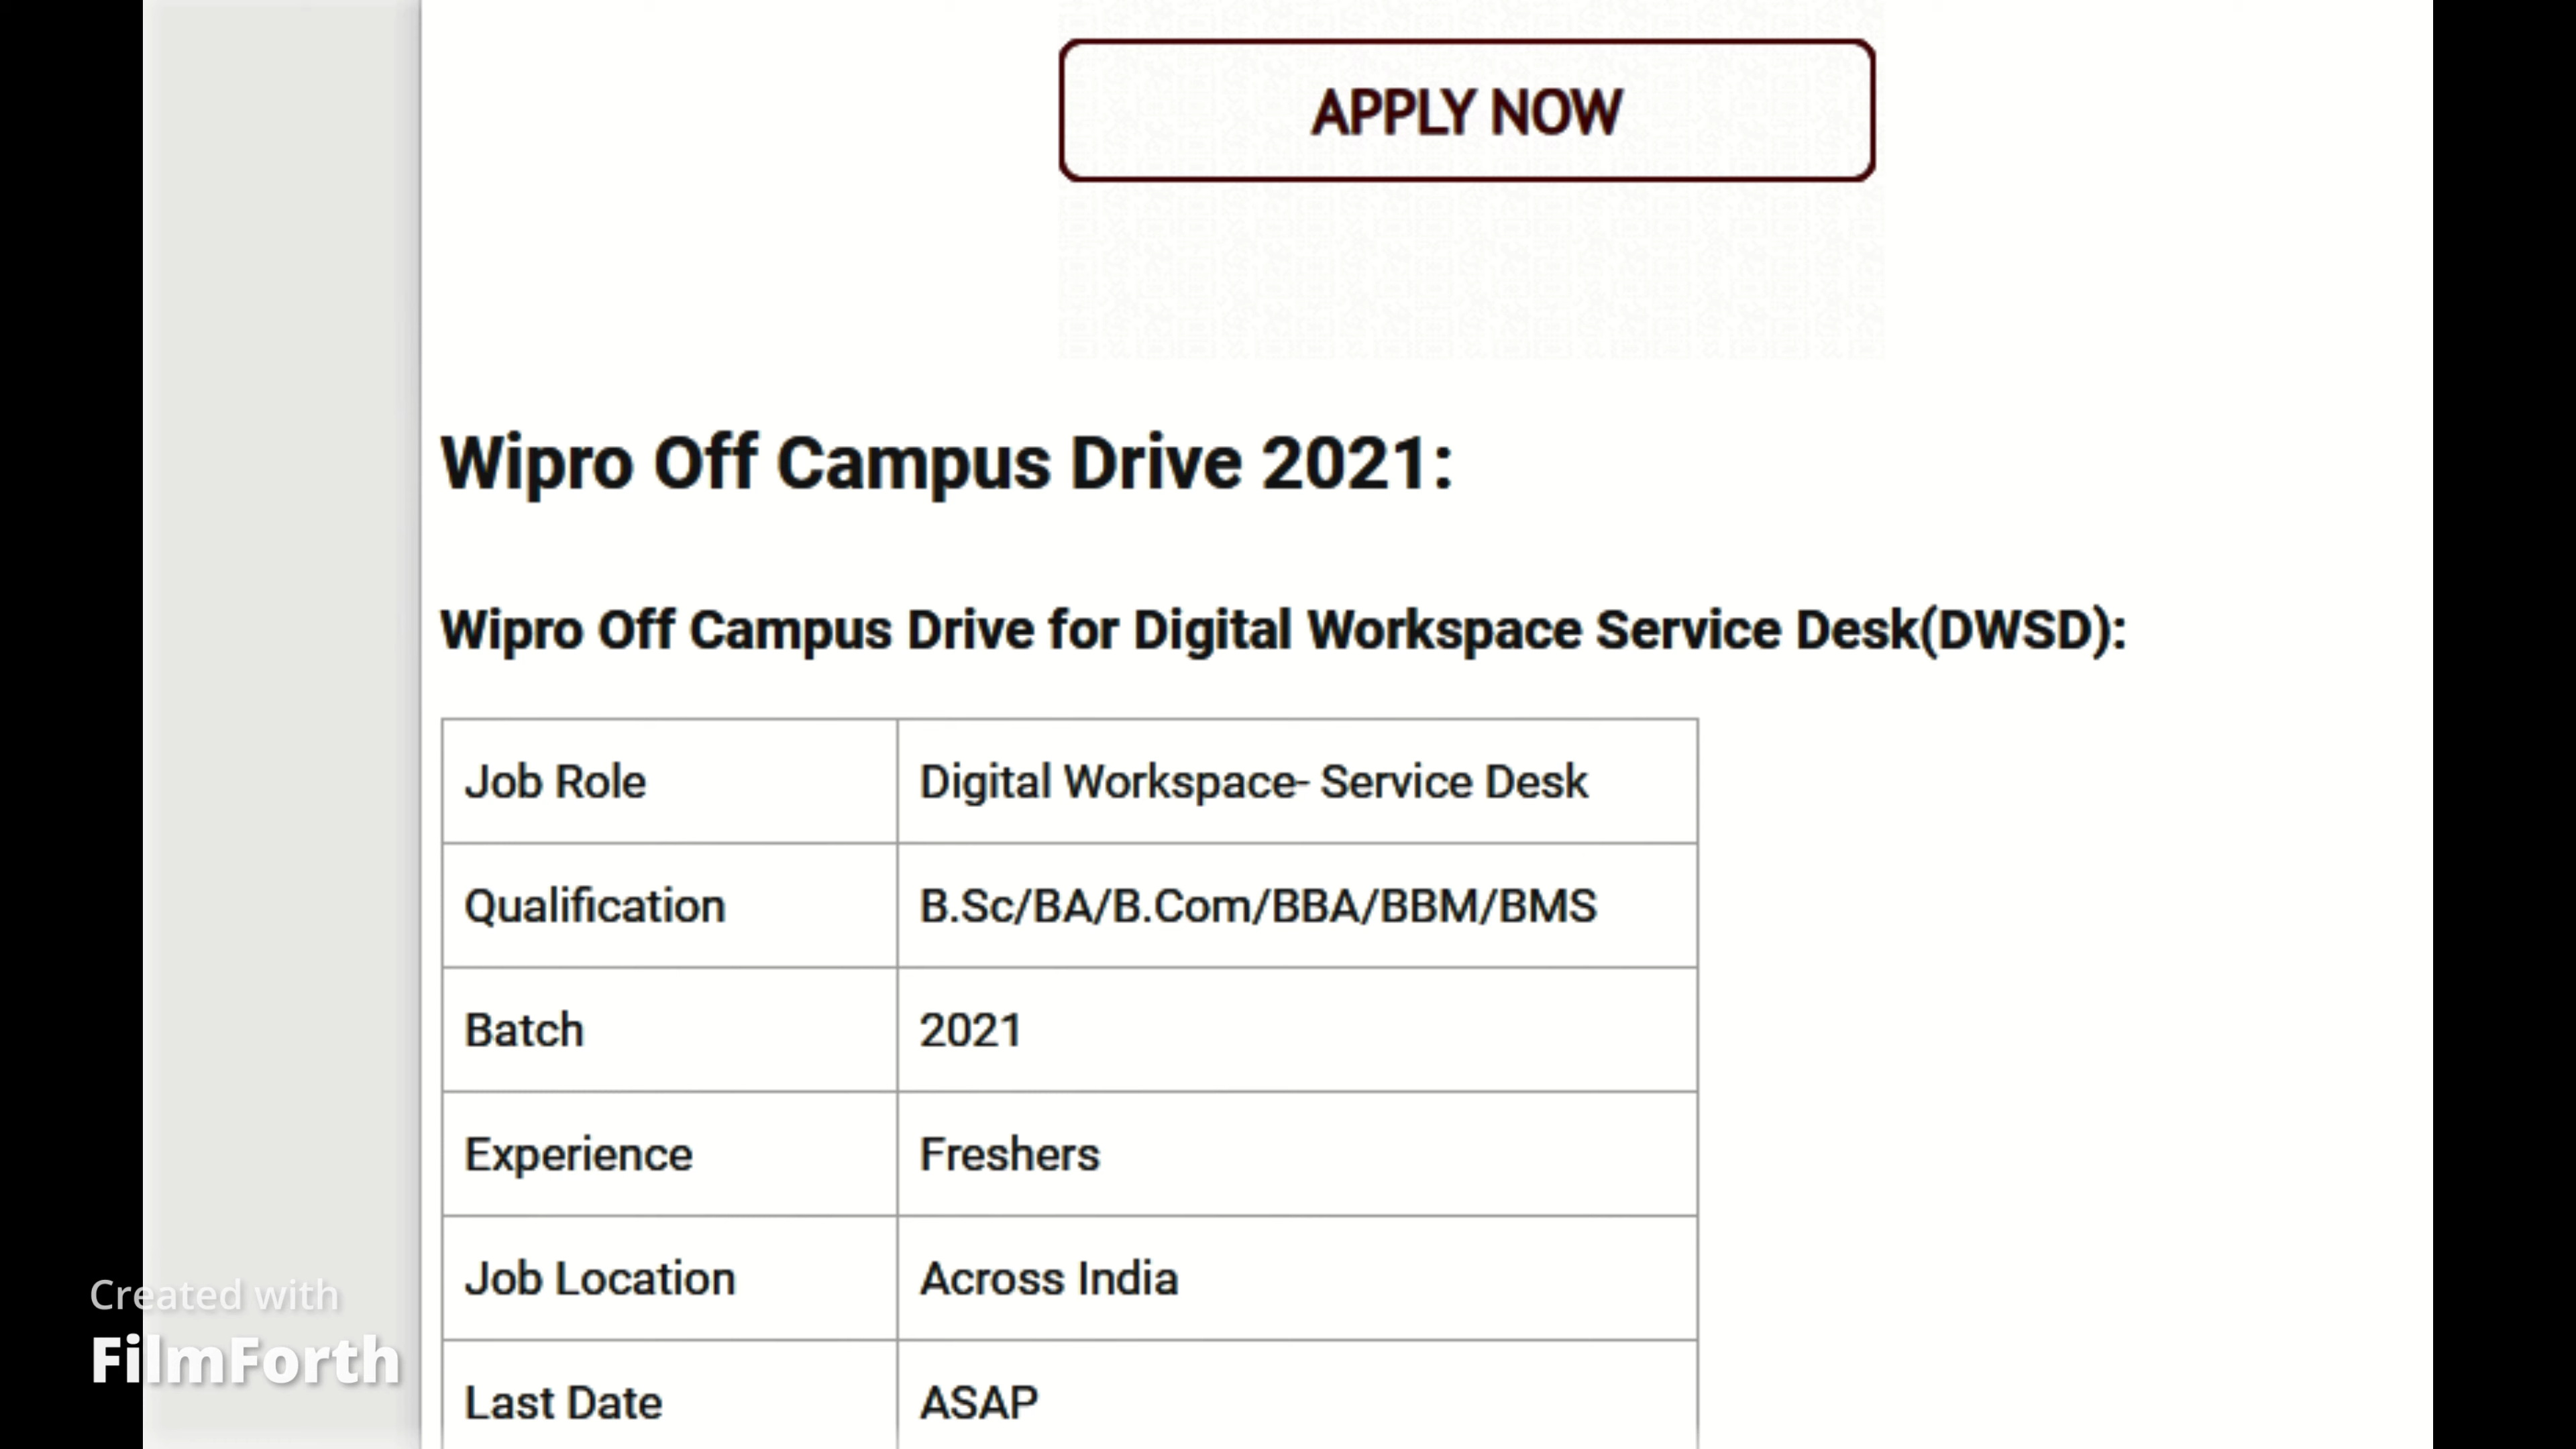 APPLY NOW
Wipro Off Campus Drive 2021:
Wipro Off Campus Drive for Digital Workspace Service Desk(DWSD):
Job Role Digital Workspace- Service Desk
Qualification B.Sc/BA/B.Com/BBA/BBM/BMS
Batch 2021
Experience Freshers
Job Location Across India
Last Date ASAP
Created with
FilmForth